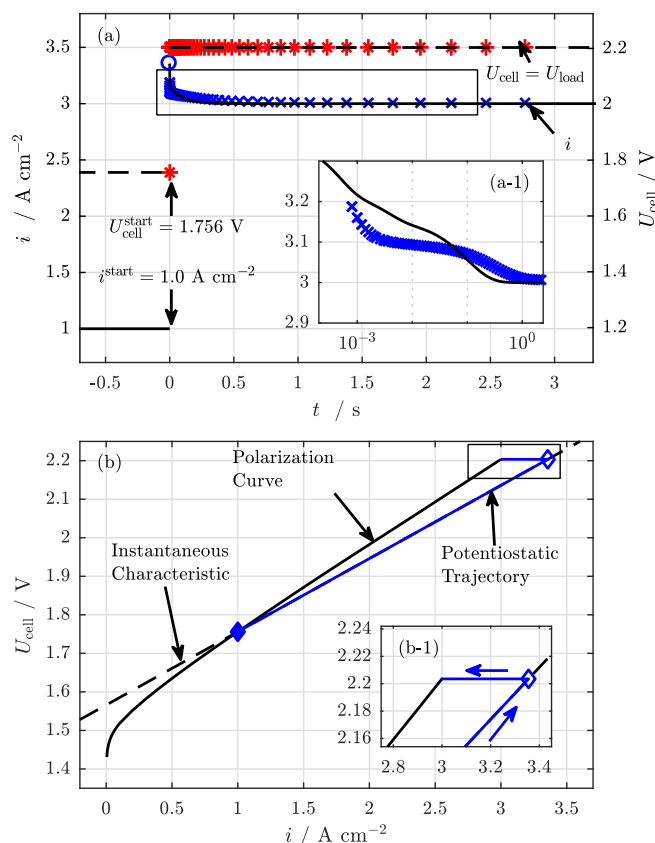 (a)
3.5
3
2.5
2
1.5
1
2.2
2
1.8
1.6
1.4
1.2
i / A cm⁻²
U_cell / V
U_cell = U_load
i
U_cell^start = 1.756 V
i^start = 1.0 A cm⁻²
(a-1)
3.2
3.1
3
2.9
10⁻³
10⁰
-0.5 0 0.5 1 1.5 2 2.5 3
t / s
(b)
2.2
2.1
2
1.9
1.8
1.7
1.6
1.5
1.4
U_cell / V
Polarization
Curve
Instantaneous
Characteristic
Potentiostatic
Trajectory
(b-1)
2.24
2.22
2.2
2.18
2.16
2.8 3 3.2 3.4
0 0.5 1 1.5 2 2.5 3 3.5
i / A cm⁻²